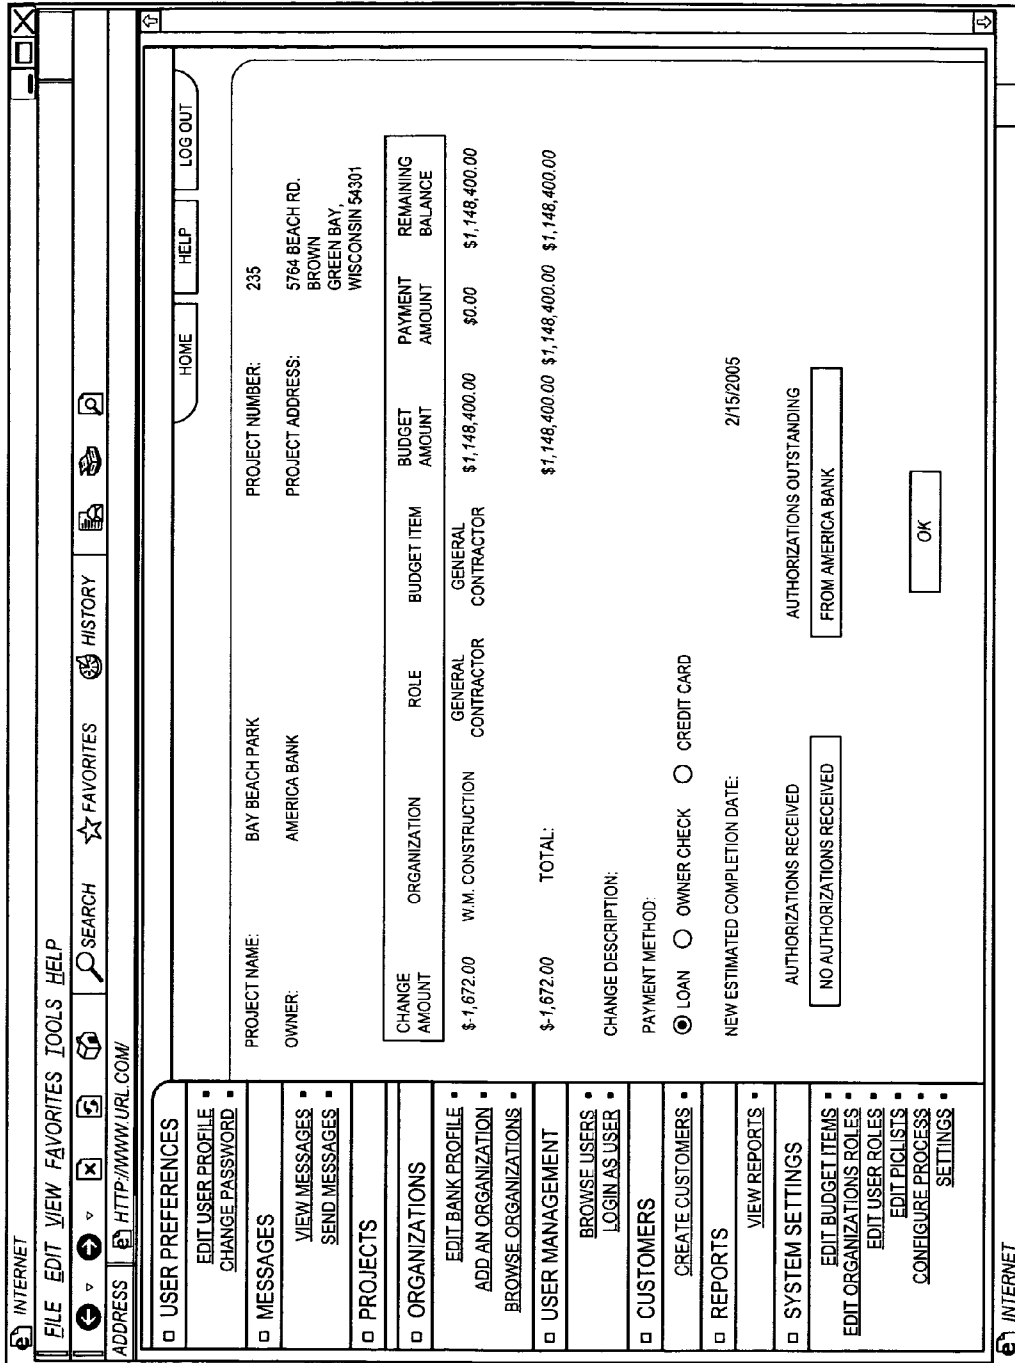 INTERNET
FILE EDIT VIEW FAVORITES TOOLS HELP
SEARCH FAVORITES HISTORY
ADDRESS HTTP://WWW.URL.COM/
HOME HELP LOG OUT
USER PREFERENCES
EDIT USER PROFILE
CHANGE PASSWORD
MESSAGES
VIEW MESSAGES
SEND MESSAGES
PROJECTS
ORGANIZATIONS
EDIT BANK PROFILE
ADD AN ORGANIZATION
BROWSE ORGANIZATIONS
USER MANAGEMENT
BROWSE USERS
LOGIN AS USER
CUSTOMERS
CREATE CUSTOMERS
REPORTS
VIEW REPORTS
SYSTEM SETTINGS
EDIT BUDGET ITEMS
EDIT ORGANIZATIONS ROLES
EDIT USER ROLES
EDIT PICLISTS
CONFIGURE PROCESS
SETTINGS
PROJECT NAME: BAY BEACH PARK PROJECT NUMBER: 235
OWNER: AMERICA BANK PROJECT ADDRESS: 5764 BEACH RD.
BROWN
GREEN BAY,
WISCONSIN 54301
CHANGE AMOUNT ORGANIZATION ROLE BUDGET ITEM BUDGET AMOUNT PAYMENT AMOUNT REMAINING BALANCE
$-1,672.00 W.M. CONSTRUCTION GENERAL CONTRACTOR GENERAL CONTRACTOR $1,148,400.00 $0.00 $1,148,400.00
$-1,672.00 TOTAL: $1,148,400.00 $1,148,400.00 $1,148,400.00
CHANGE DESCRIPTION:
PAYMENT METHOD:
LOAN OWNER CHECK CREDIT CARD
NEW ESTIMATED COMPLETION DATE: 2/15/2005
AUTHORIZATIONS RECEIVED AUTHORIZATIONS OUTSTANDING
NO AUTHORIZATIONS RECEIVED FROM AMERICA BANK
OK
INTERNET